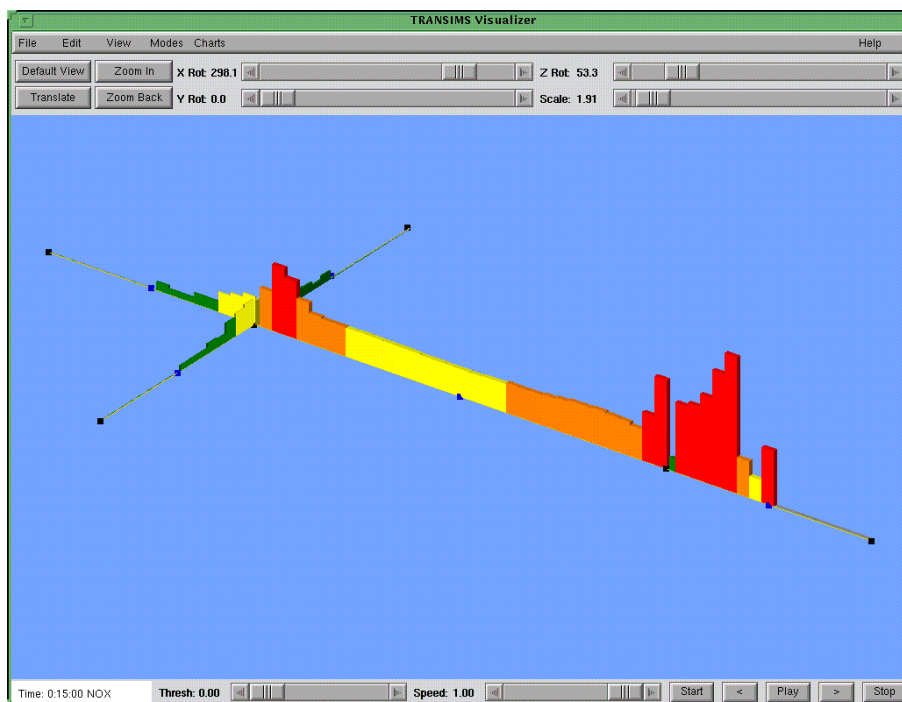 TRANSIMS Visualizer
File Edit View Modes Charts Help
Default View Zoom In X Rot: 298.1 Z Rot: 53.3
Translate Zoom Back Y Rot: 0.0 Scale: 1.91
Time: 0:15:00 NOX Thresh: 0.00 Speed: 1.00 Start < Play > Stop